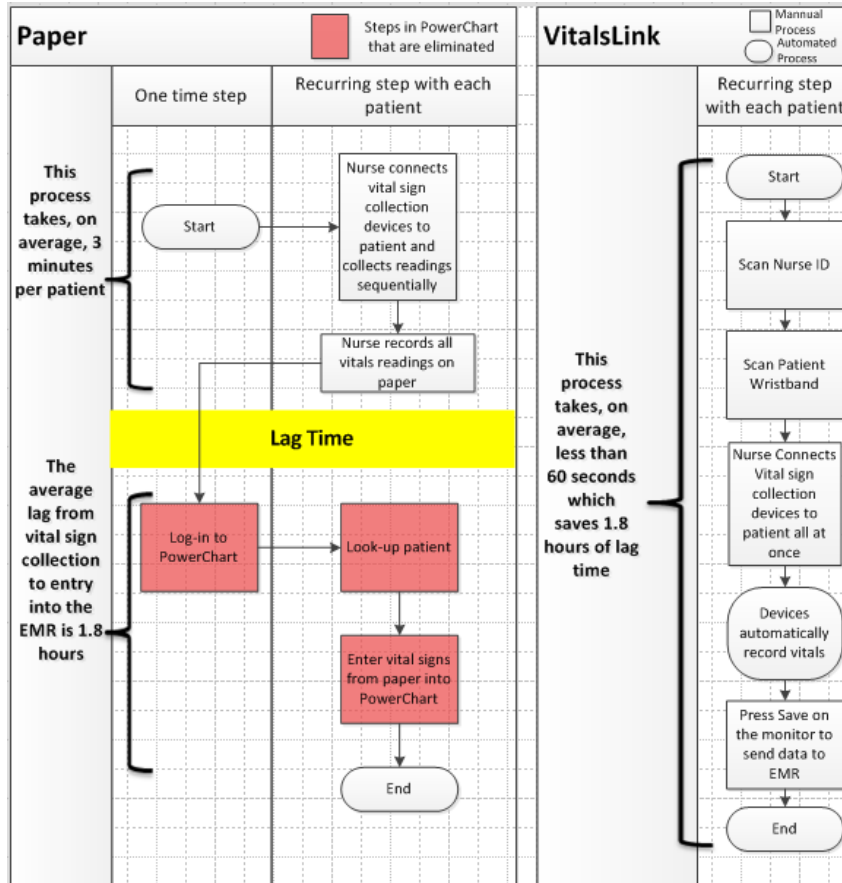 Paper
Steps in PowerChart
that are eliminated
One time step
Recurring step with each
patient
This
process
takes, on
average, 3
minutes
per patient
Start
Nurse connects
vital sign
collection
devices to
patient and
collects readings
sequentially
Nurse records all
vitals readings on
paper
Lag Time
The
average
lag from
vital sign
collection
to entry
into the
EMR is 1.8
hours
Log-in to
PowerChart
Look-up patient
Enter vital signs
from paper into
PowerChart
End
VitalsLink
Mannual
Process
Automated
Process
Recurring step
with each patient
This
process
takes, on
average,
less than
60 seconds
which
saves 1.8
hours of lag
time
Start
Scan Nurse ID
Scan Patient
Wristband
Nurse Connects
Vital sign
collection
devices to
patient all at
once
Devices
automatically
record vitals
Press Save on
the monitor to
send data to
EMR
End